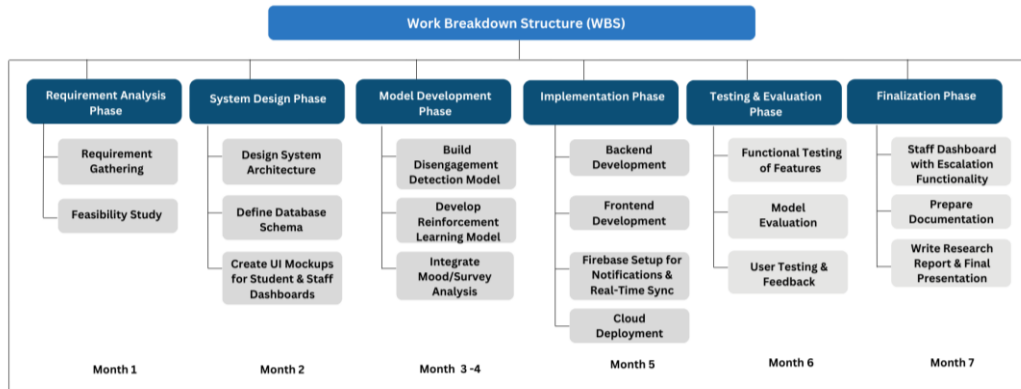 Work Breakdown Structure (WBS)
Requirement Analysis
Phase
Requirement
Gathering
Feasibility Study
Month 1
System Design Phase
Design System
Architecture
Define Database
Schema
Create UI Mockups
for Student & Staff
Dashboards
Month 2
Model Development
Phase
Build
Disengagement
Detection Model
Develop
Reinforcement
Learning Model
Integrate
Mood/Survey
Analysis
Month 3 -4
Implementation Phase
Backend
Development
Frontend
Development
Firebase Setup for
Notifications &
Real-Time Sync
Cloud
Deployment
Month 5
Testing & Evaluation
Phase
Functional Testing
of Features
Model
Evaluation
User Testing &
Feedback
Month 6
Finalization Phase
Staff Dashboard
with Escalation
Functionality
Prepare
Documentation
Write Research
Report & Final
Presentation
Month 7